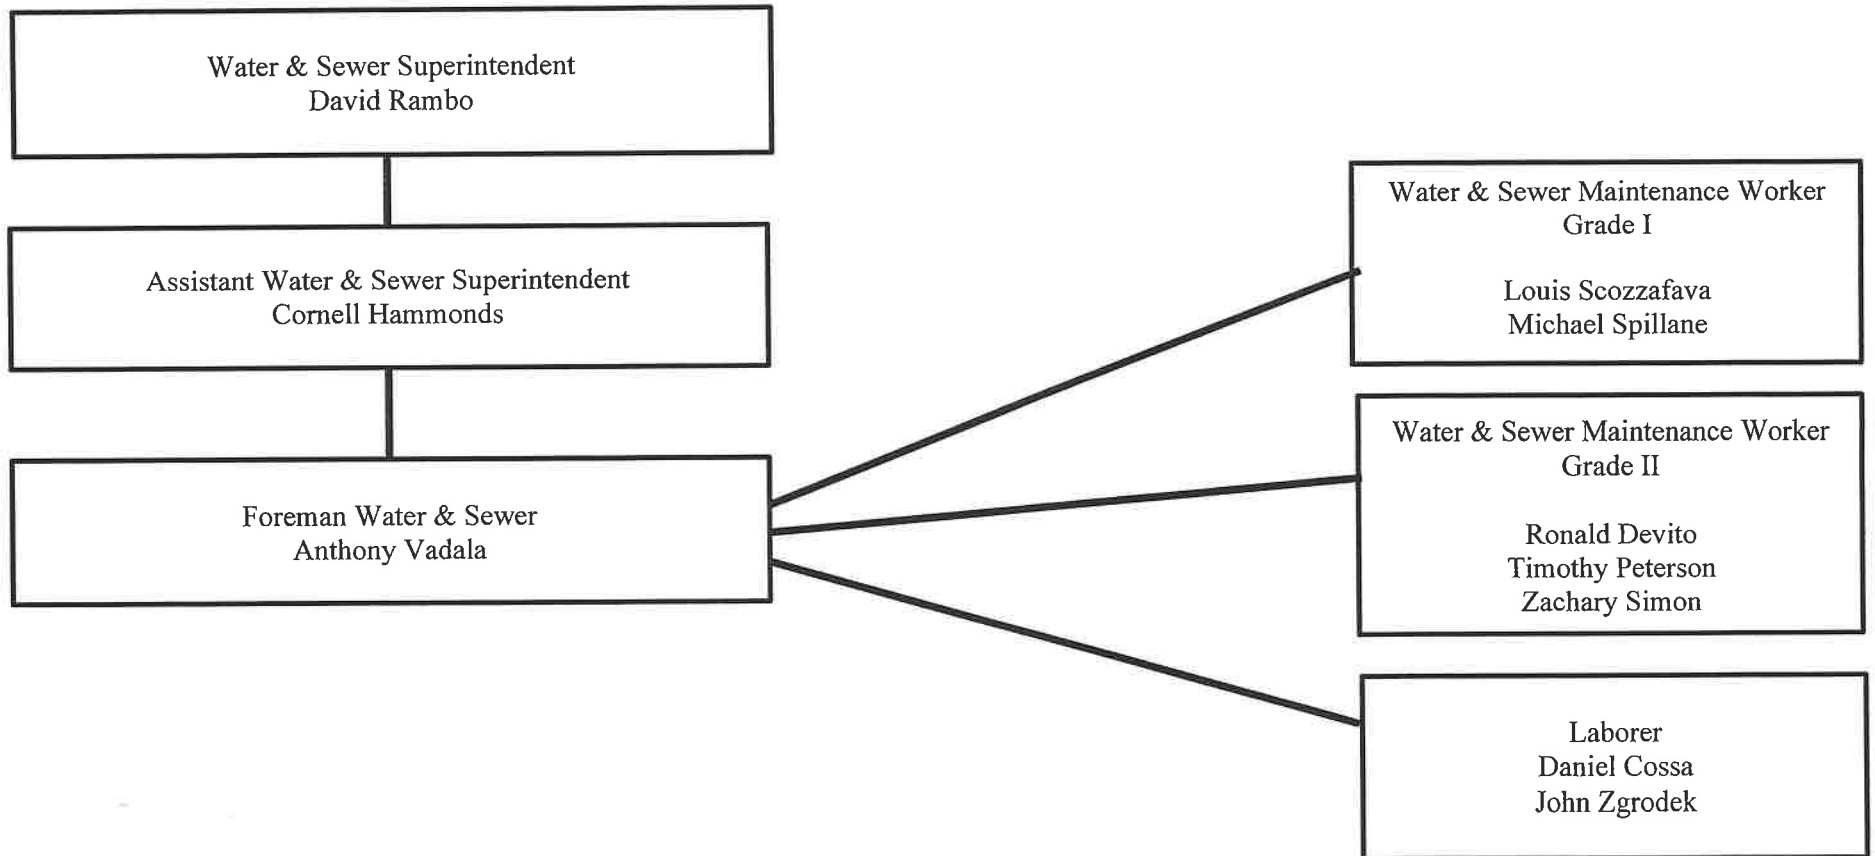 Water & Sewer Superintendent
David Rambo
Assistant Water & Sewer Superintendent
Cornell Hammonds
Foreman Water & Sewer
Anthony Vadala
Water & Sewer Maintenance Worker
Grade I
Louis Scozzafava
Michael Spillane
Water & Sewer Maintenance Worker
Grade II
Ronald Devito
Timothy Peterson
Zachary Simon
Laborer
Daniel Cossa
John Zgrodek